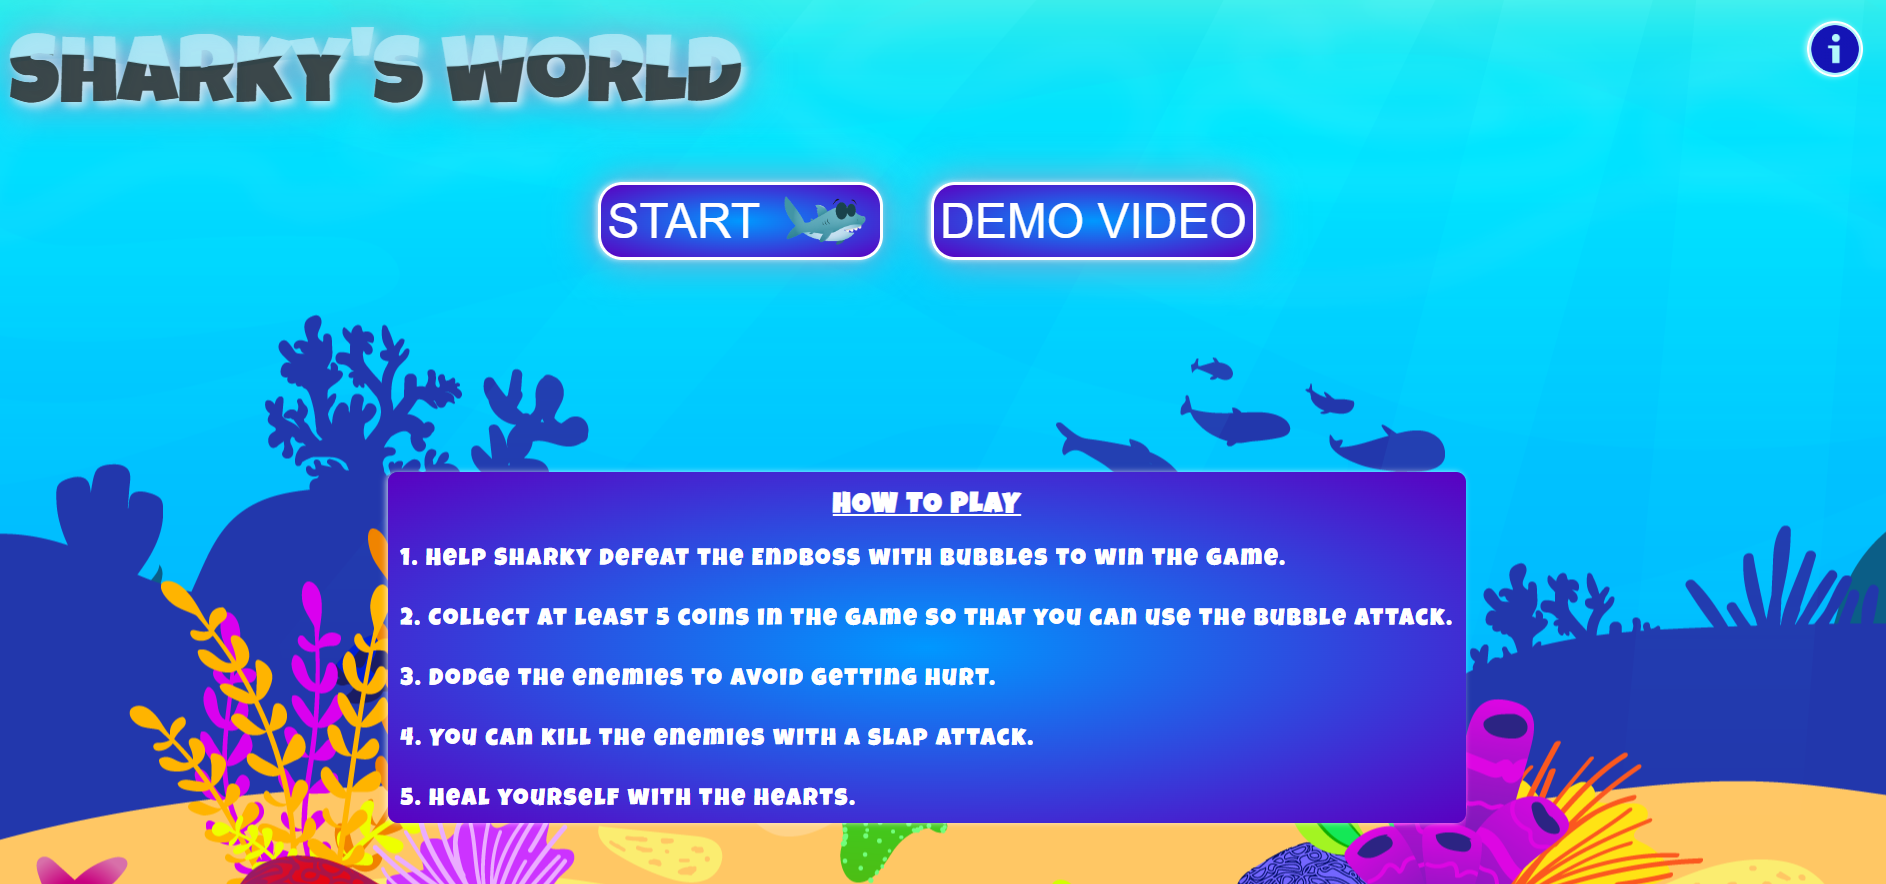 SHARKY'S WORLD
i
START
DEMO VIDEO
HOW TO PLAY
1. Help Sharky defeat the Endboss with bubbles to win the game.
2. Collect at least 5 coins in the game so that you can use the bubble attack.
3. Dodge the enemies to avoid getting hurt.
4. You can kill the enemies with a slap attack.
5. Heal yourself with the hearts.